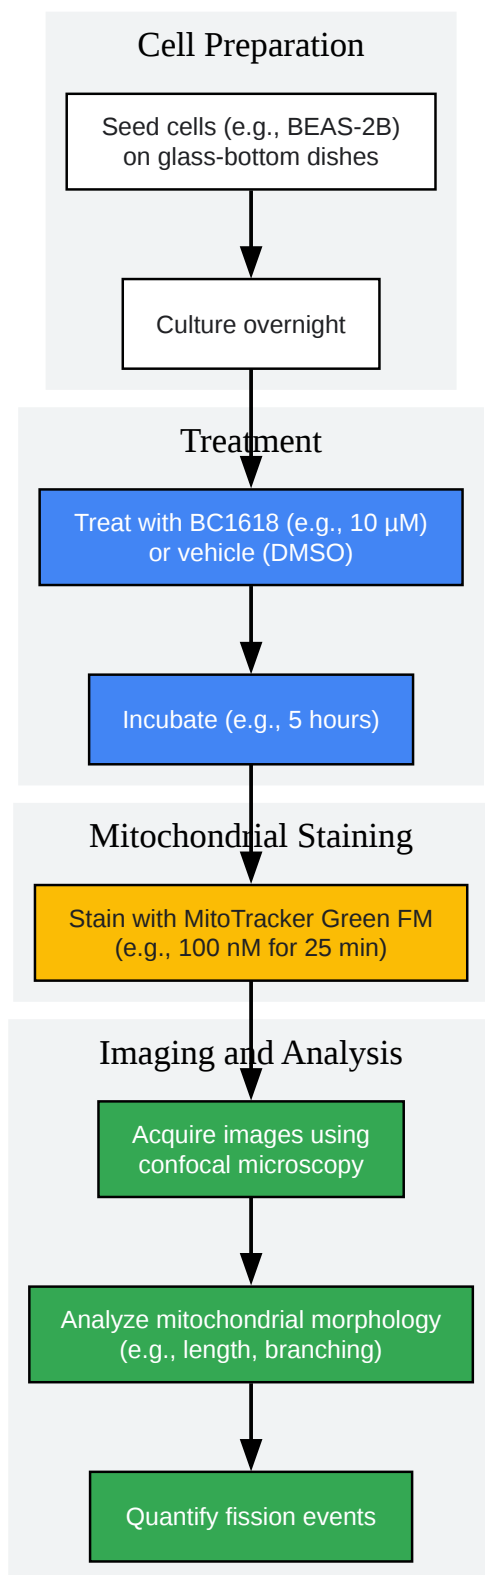 Cell Preparation
Seed cells (e.g., BEAS-2B)
on glass-bottom dishes
Culture overnight
Treatment
Treat with BC1618 (e.g., 10 µM)
or vehicle (DMSO)
Incubate (e.g., 5 hours)
Mitochondrial Staining
Stain with MitoTracker Green FM
(e.g., 100 nM for 25 min)
Imaging and Analysis
Acquire images using
confocal microscopy
Analyze mitochondrial morphology
(e.g., length, branching)
Quantify fission events